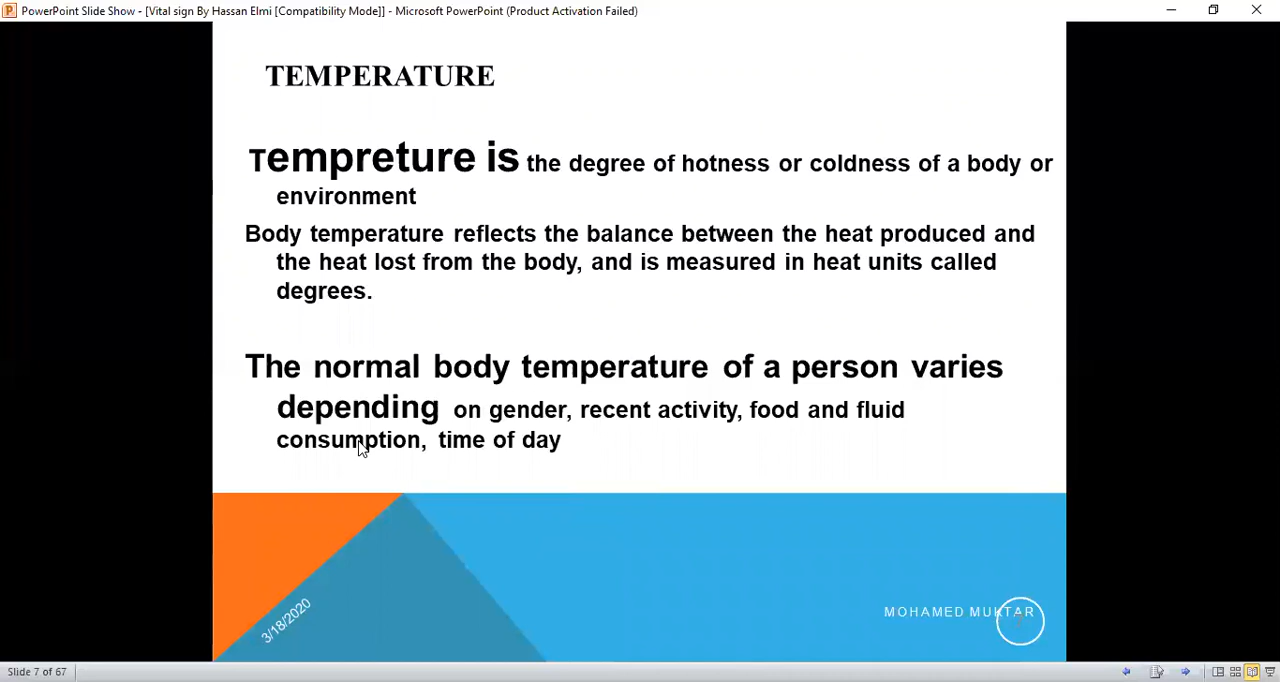 PowerPoint Slide Show - [Vital sign By Hassan Elmi [Compatibility Mode]] - Microsoft PowerPoint (Product Activation Failed)
TEMPERATURE
Tempreture is the degree of hotness or coldness of a body or
environment
Body temperature reflects the balance between the heat produced and
the heat lost from the body, and is measured in heat units called
degrees.
The normal body temperature of a person varies
depending on gender, recent activity, food and fluid
consumption, time of day
3/18/2020
MOHAMED MUKTAR
Slide 7 of 67